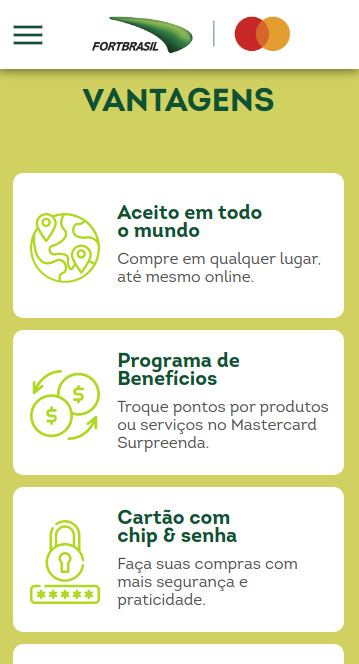 FORTBRASIL
VANTAGENS
Aceito em todo
o mundo
Compre em qualquer lugar,
até mesmo online.
Programa de
Benefícios
Troque pontos por produtos
ou serviços no Mastercard
Surpreenda.
Cartão com
chip & senha
Faça suas compras com
mais segurança e
praticidade.